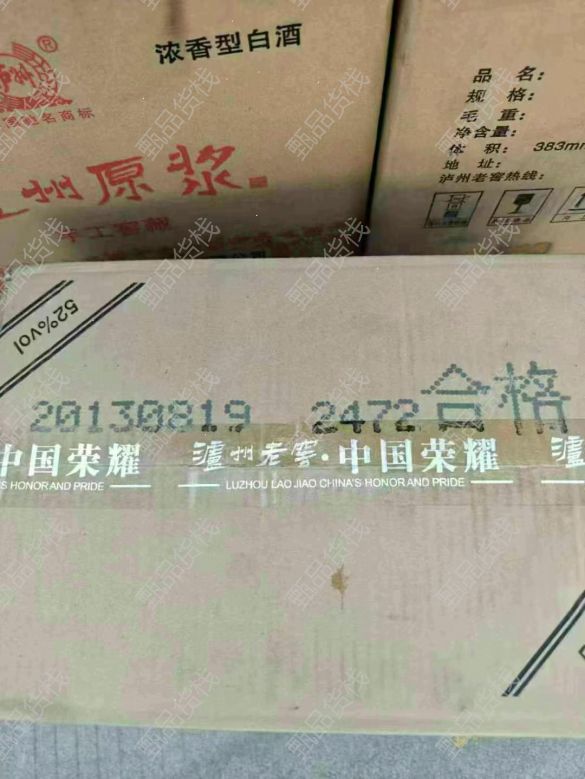 浓香型白酒
®
名商标
州原浆
品 名：
规 格：
毛 重：
净含量：
体 积： 383mm
地 址：
泸州老窖热线：
52%vol
20130819 2472 合格
中国荣耀 泸州老窖·中国荣耀 泸
'S HONOR AND PRIDE LUZHOU LAO JIAO CHINA'S HONOR AND PRIDE
甄品货栈